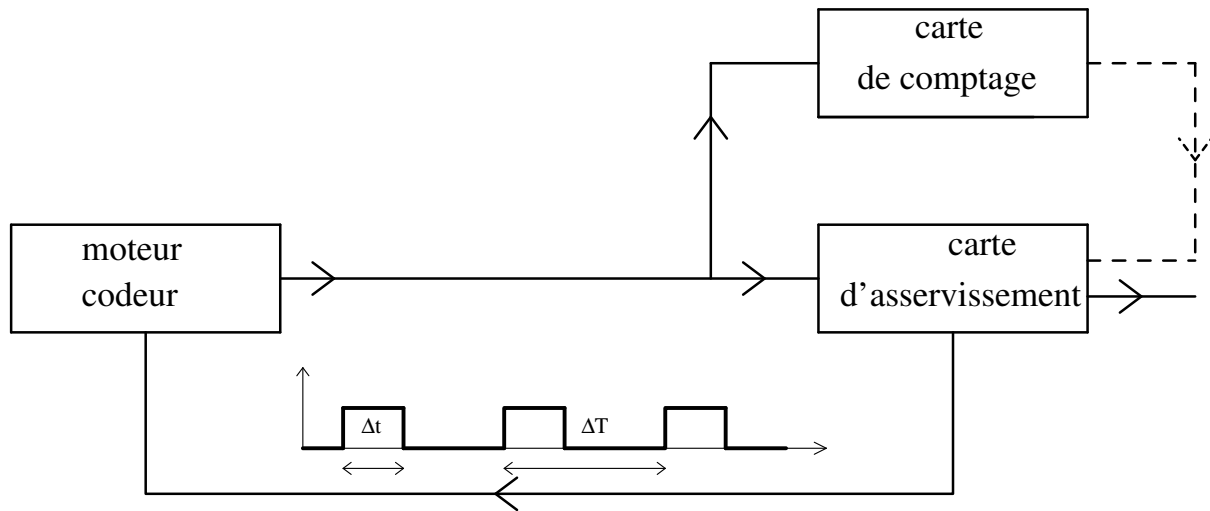 carte
de comptage
moteur
codeur
carte
d'asservissement
Δt
ΔT